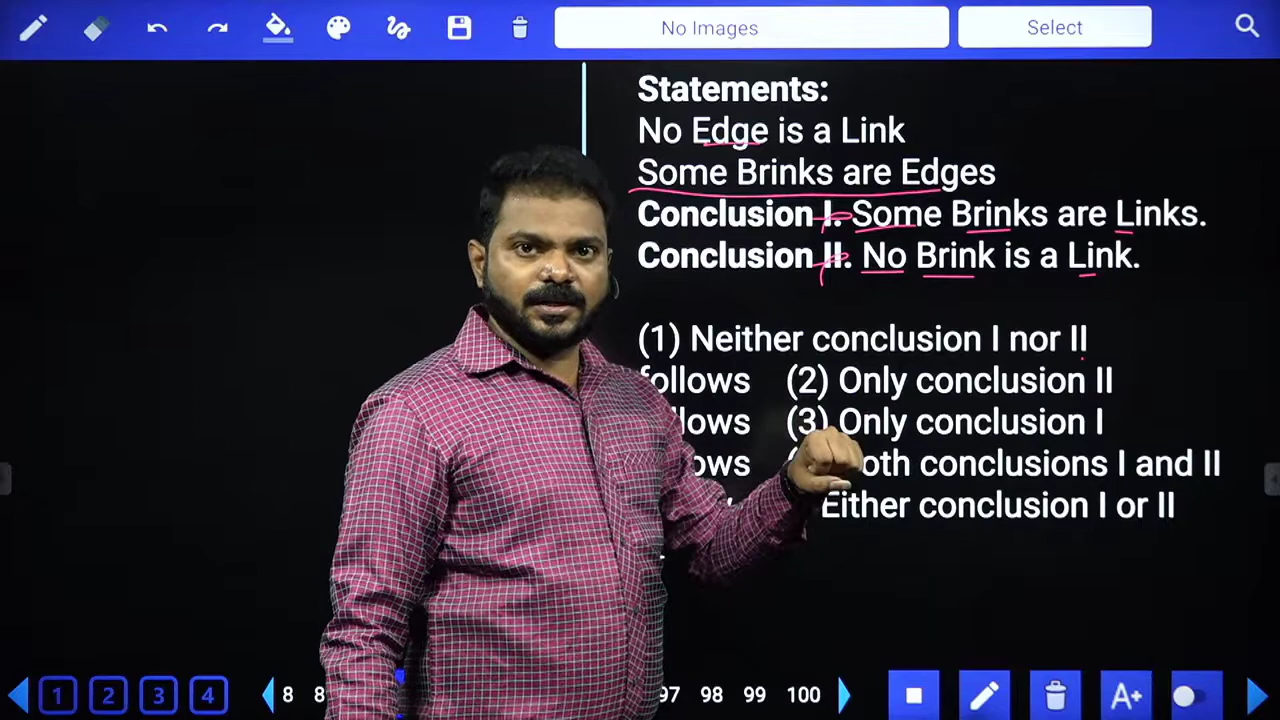 No Images
Select
Statements:
No Edge is a Link
Some Brinks are Edges
Conclusion I. Some Brinks are Links.
Conclusion II. No Brink is a Link.
(1) Neither conclusion I nor II
follows (2) Only conclusion II
(3) Only conclusion I
conclusions I and II
Either conclusion I or II
1 2 3 4 8 8 97 98 99 100
A+